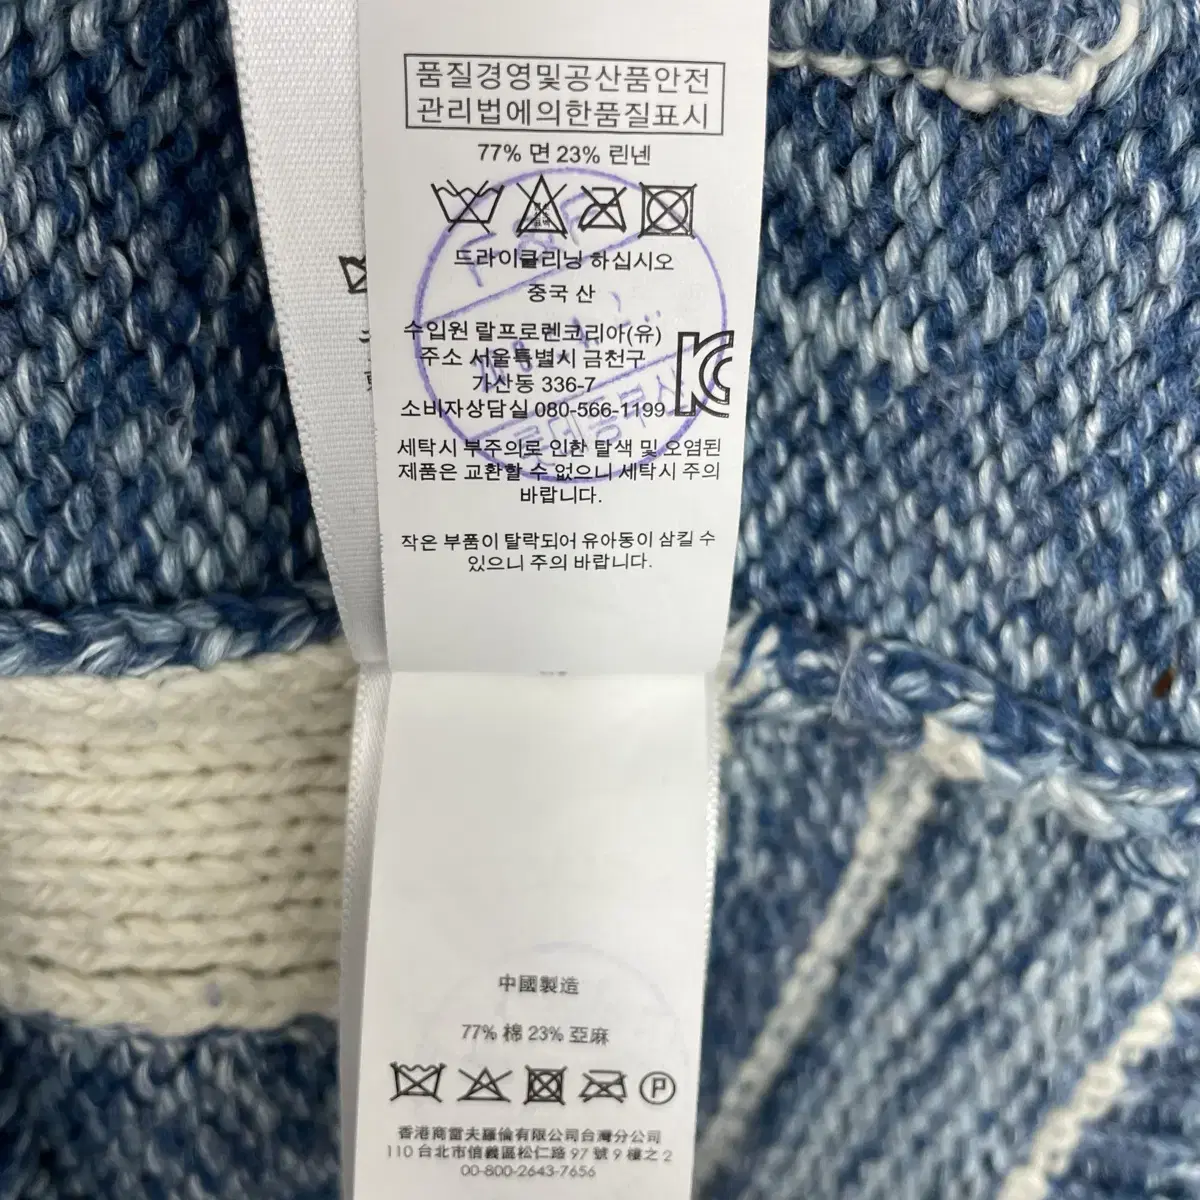 품질경영및공산품안전
관리법에의한품질표시
77% 면 23% 린넨
드라이클리닝 하십시오
중국 산
수입원 랄프로렌코리아(유)
주소 서울특별시 금천구
가산동 336-7
소비자상담실 080-566-1199
세탁시 부주의로 인한 탈색 및 오염된
제품은 교환할 수 없으니 세탁시 주의
바랍니다.
작은 부품이 탈락되어 유아동이 삼킬 수
있으니 주의 바랍니다.
中國製造
77% 棉 23% 亞麻
P
香港商雷夫羅倫有限公司台灣分公司
110 台北市信義區松仁路 97 號 9 樓之 2
00-800-2643-7656